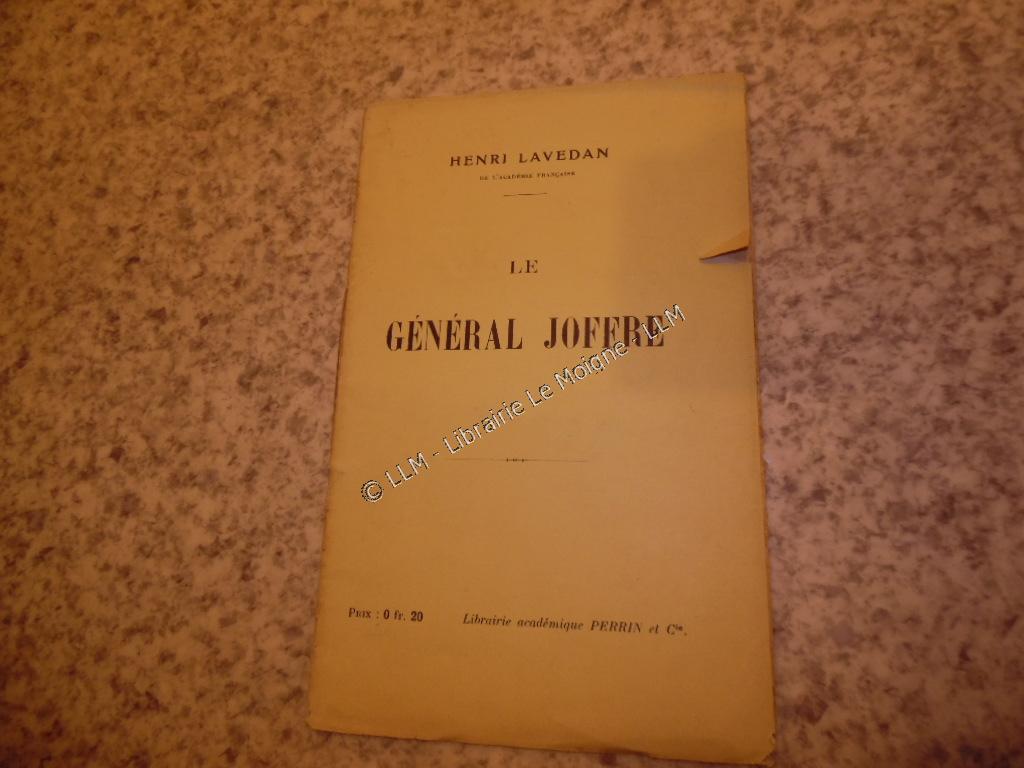 HENRI LAVEDAN
DE L'ACADÉMIE FRANÇAISE
LE
GÉNÉRAL JOFFRE
© LLM - Librairie Le Moigne - LLM
PRIX : 0 fr. 20
Librairie académique PERRIN et Cie.